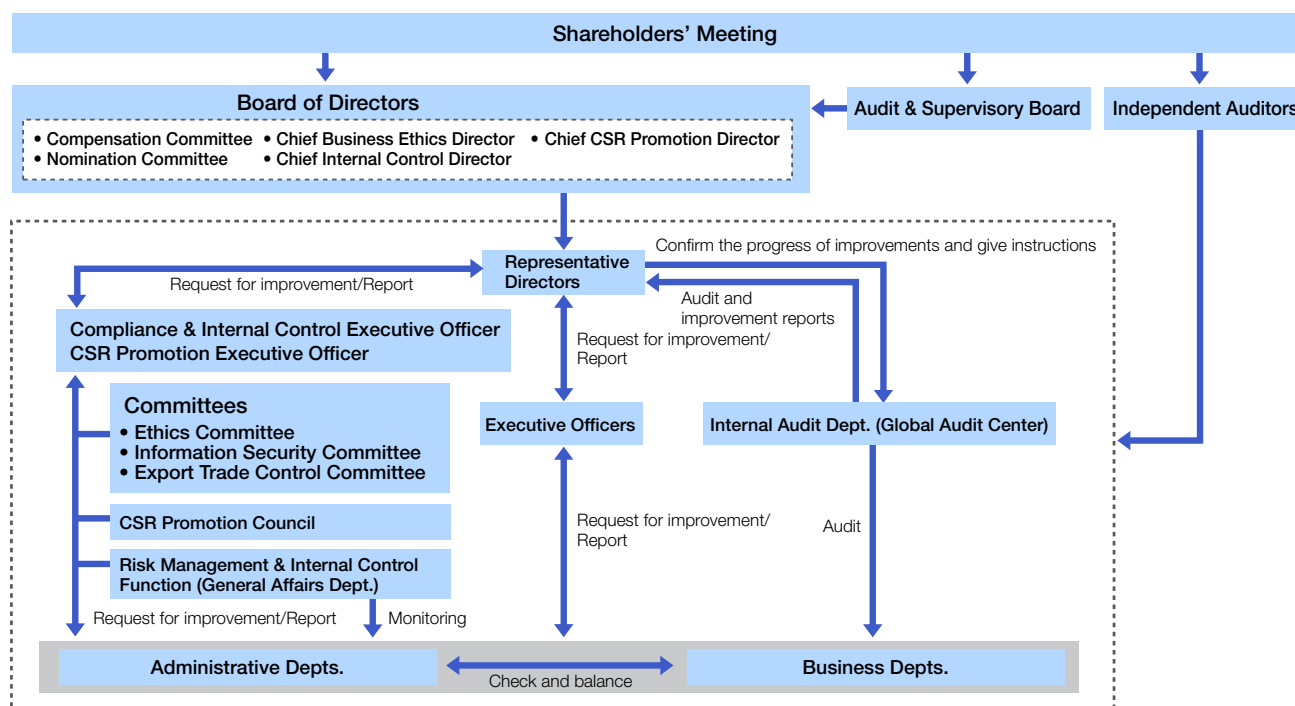 Shareholders' Meeting
Board of Directors
• Compensation Committee • Chief Business Ethics Director • Chief CSR Promotion Director
• Nomination Committee • Chief Internal Control Director
Audit & Supervisory Board
Independent Auditors
Representative
Directors
Confirm the progress of improvements and give instructions
Request for improvement/Report
Audit and
improvement reports
Compliance & Internal Control Executive Officer
CSR Promotion Executive Officer
Request for improvement/
Report
Committees
• Ethics Committee
• Information Security Committee
• Export Trade Control Committee
Executive Officers
Internal Audit Dept. (Global Audit Center)
CSR Promotion Council
Request for improvement/
Report
Audit
Risk Management & Internal Control
Function (General Affairs Dept.)
Request for improvement/Report
Monitoring
Administrative Depts.
Check and balance
Business Depts.